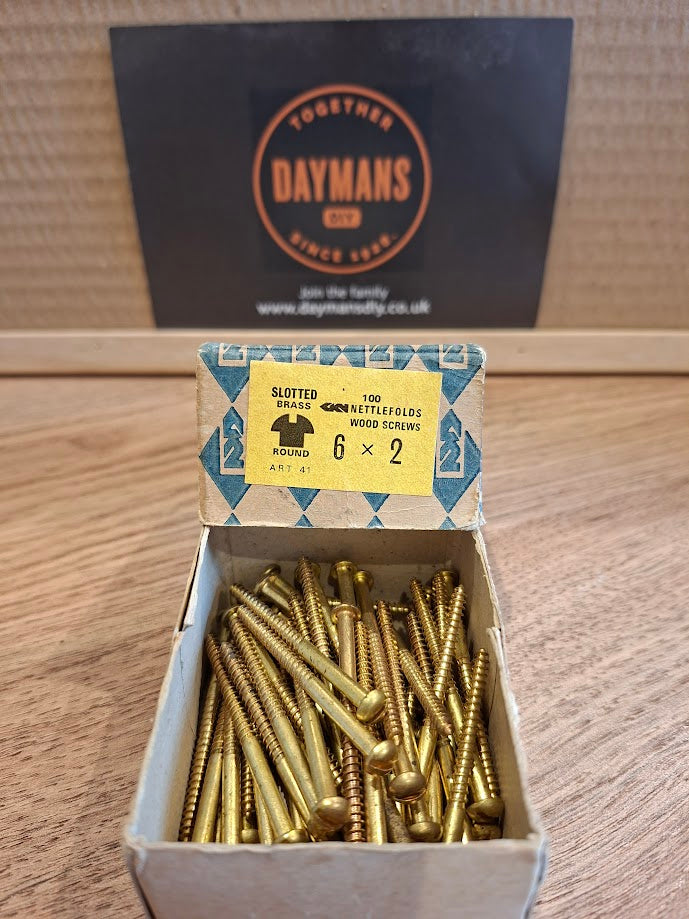 TOGETHER
DAYMANS
DIY
SINCE 1936.
Join the family
www.daymansdiy.co.uk
SLOTTED
BRASS
ROUND
ART 41
100
GKN NETTLEFOLDS
WOOD SCREWS
6 × 2